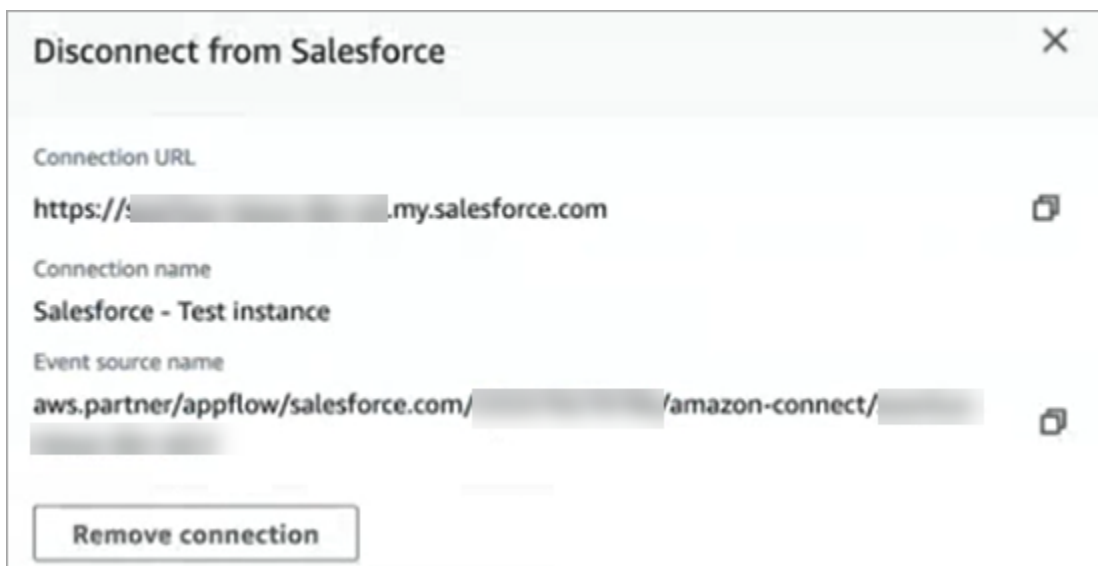 Disconnect from Salesforce
Connection URL
https:// .my.salesforce.com
Connection name
Salesforce - Test instance
Event source name
aws.partner/appflow/salesforce.com/ /amazon-connect/
Remove connection